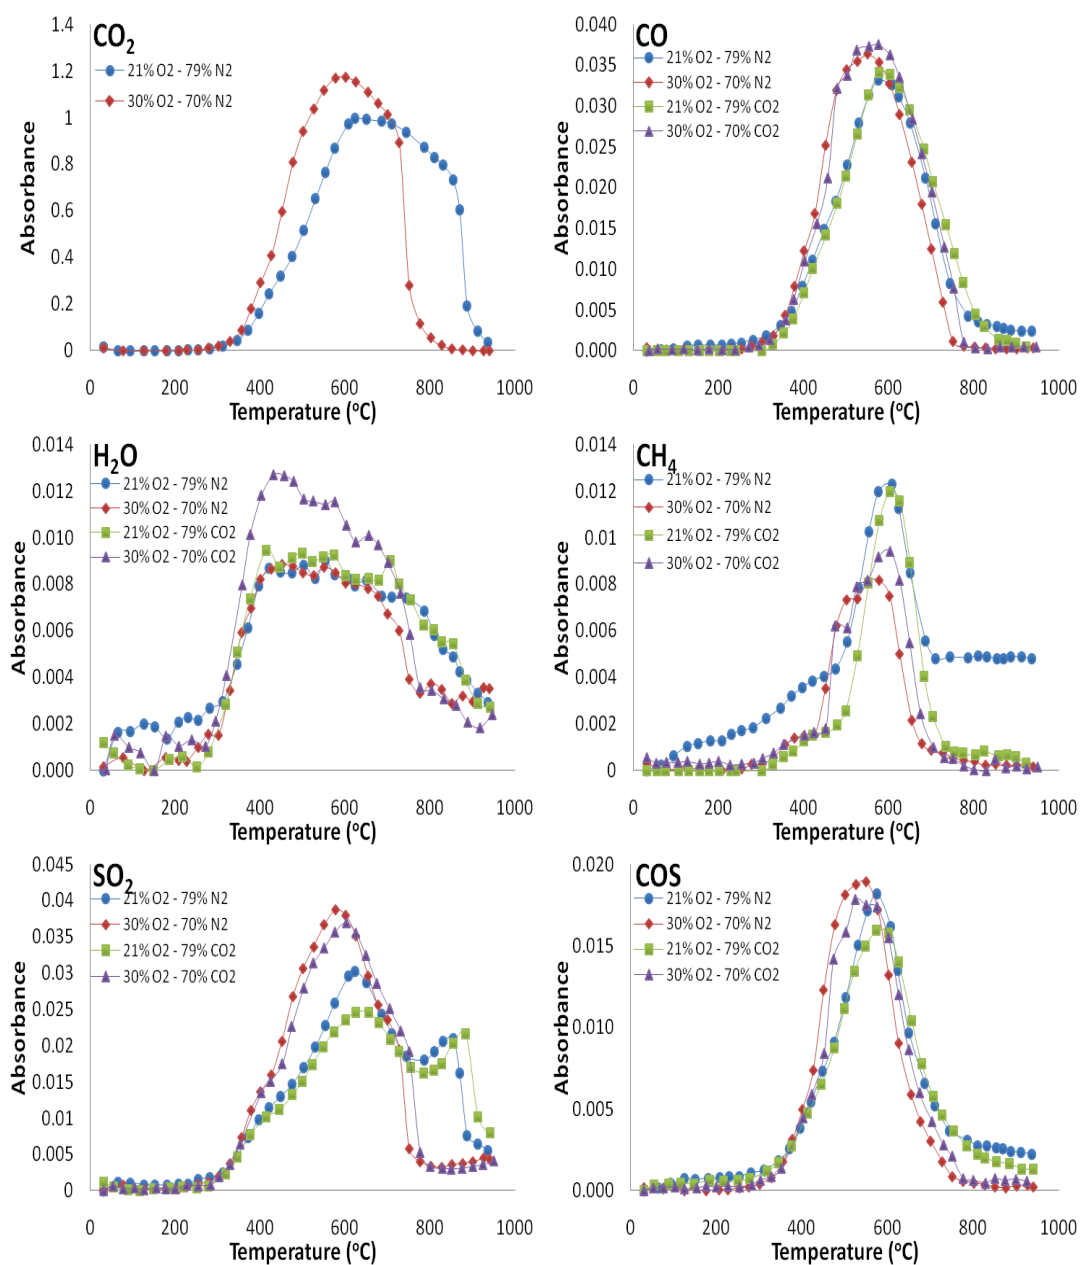 CO2
21% O2 - 79% N2
30% O2 - 70% N2
Absorbance
1.4
1.2
1
0.8
0.6
0.4
0.2
0
0 200 400 600 800 1000
Temperature (oC)
CO
21% O2 - 79% N2
30% O2 - 70% N2
21% O2 - 79% CO2
30% O2 - 70% CO2
Absorbance
0.040
0.035
0.030
0.025
0.020
0.015
0.010
0.005
0.000
0 200 400 600 800 1000
Temperature (oC)
H2O
21% O2 - 79% N2
30% O2 - 70% N2
21% O2 - 79% CO2
30% O2 - 70% CO2
Absorbance
0.014
0.012
0.010
0.008
0.006
0.004
0.002
0.000
0 200 400 600 800 1000
Temperature (oC)
CH4
21% O2 - 79% N2
30% O2 - 70% N2
21% O2 - 79% CO2
30% O2 - 70% CO2
Absorbance
0.014
0.012
0.01
0.008
0.006
0.004
0.002
0
0 200 400 600 800 1000
Temperature (oC)
SO2
21% O2 - 79% N2
30% O2 - 70% N2
21% O2 - 79% CO2
30% O2 - 70% CO2
Absorbance
0.045
0.04
0.035
0.03
0.025
0.02
0.015
0.01
0.005
0
0 200 400 600 800 1000
Temperature (oC)
COS
21% O2 - 79% N2
30% O2 - 70% N2
21% O2 - 79% CO2
30% O2 - 70% CO2
Absorbance
0.020
0.015
0.010
0.005
0.000
0 200 400 600 800 1000
Temperature (oC)